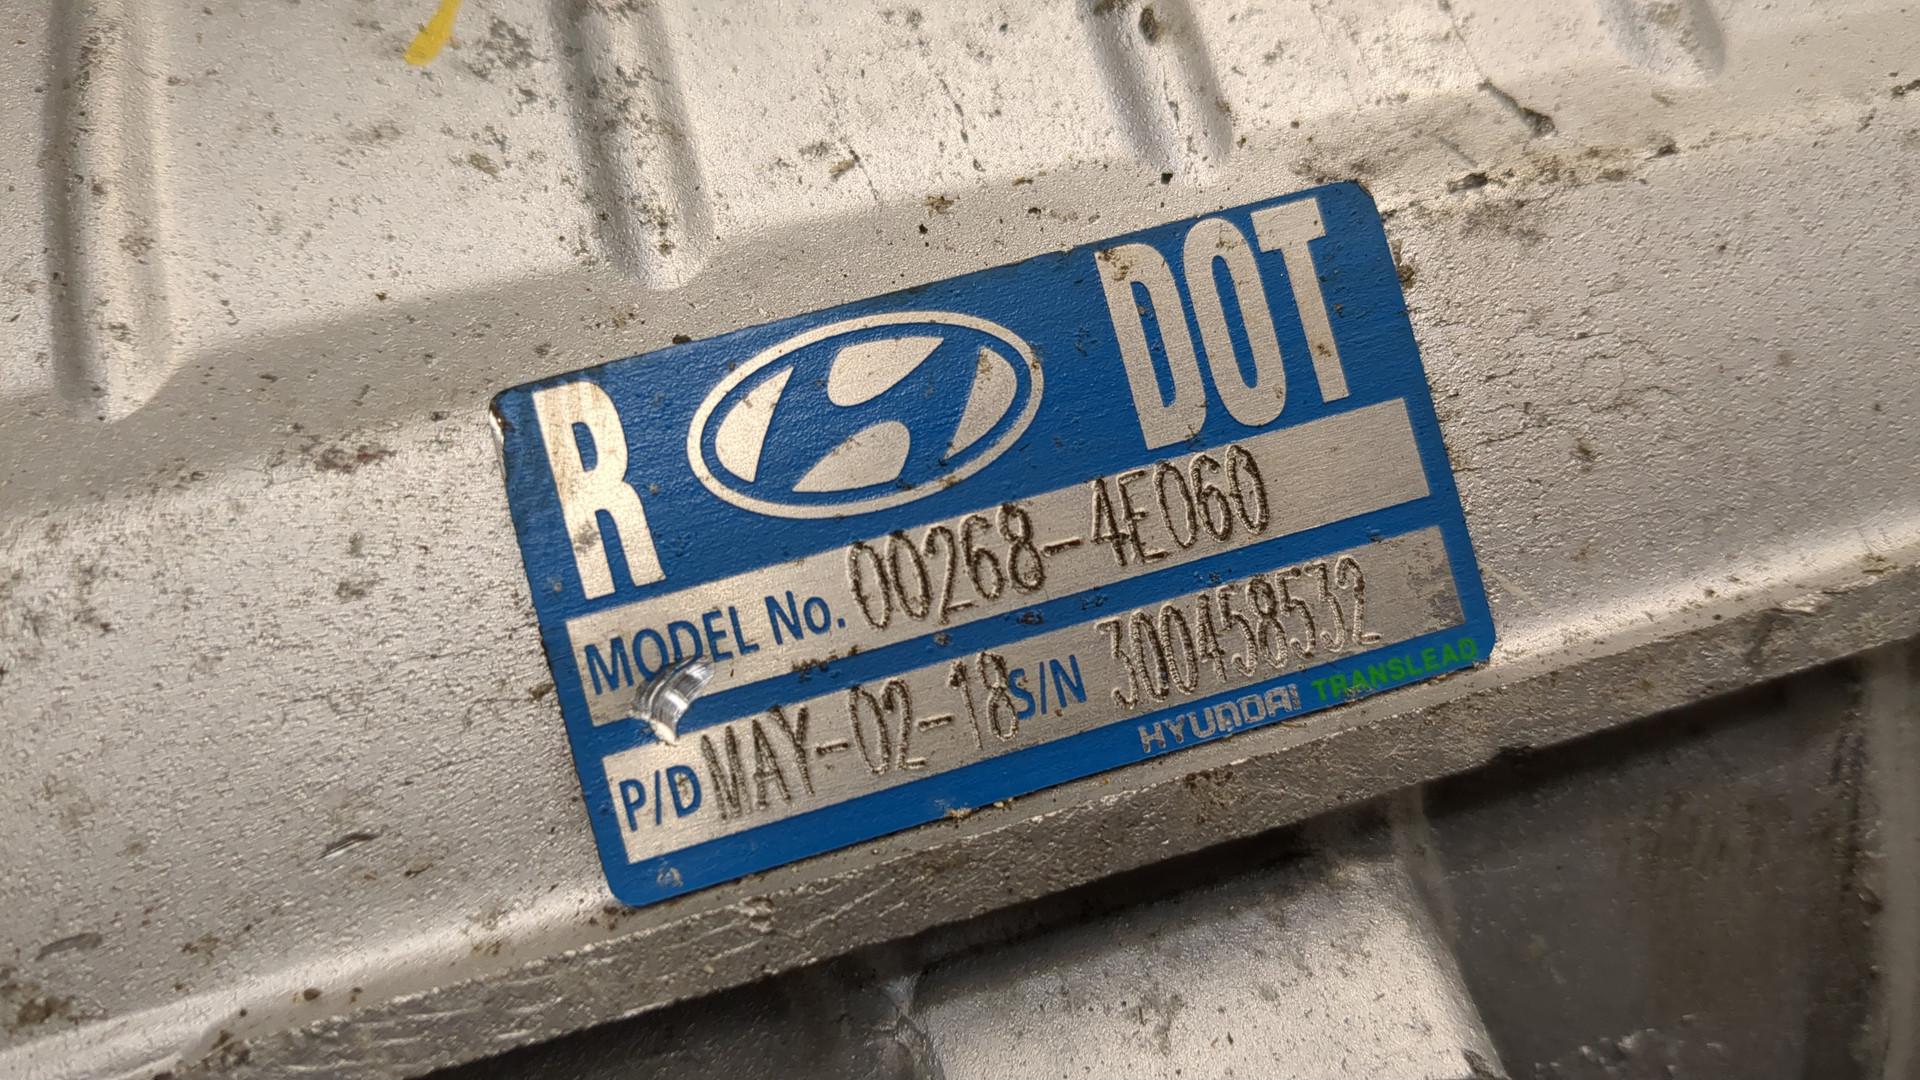 R DOT
MODEL No. 00268-4E060
P/D MAY-02-18 S/N 300458532
HYUNDAI TRANSLEAD